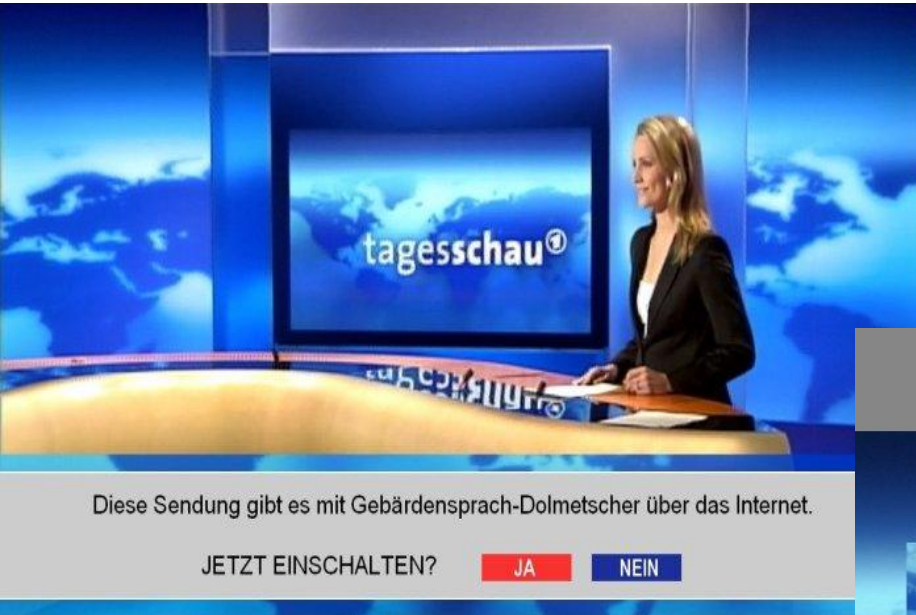 tagesschau
Diese Sendung gibt es mit Gebärdensprach-Dolmetscher über das Internet.
JETZT EINSCHALTEN?
JA
NEIN